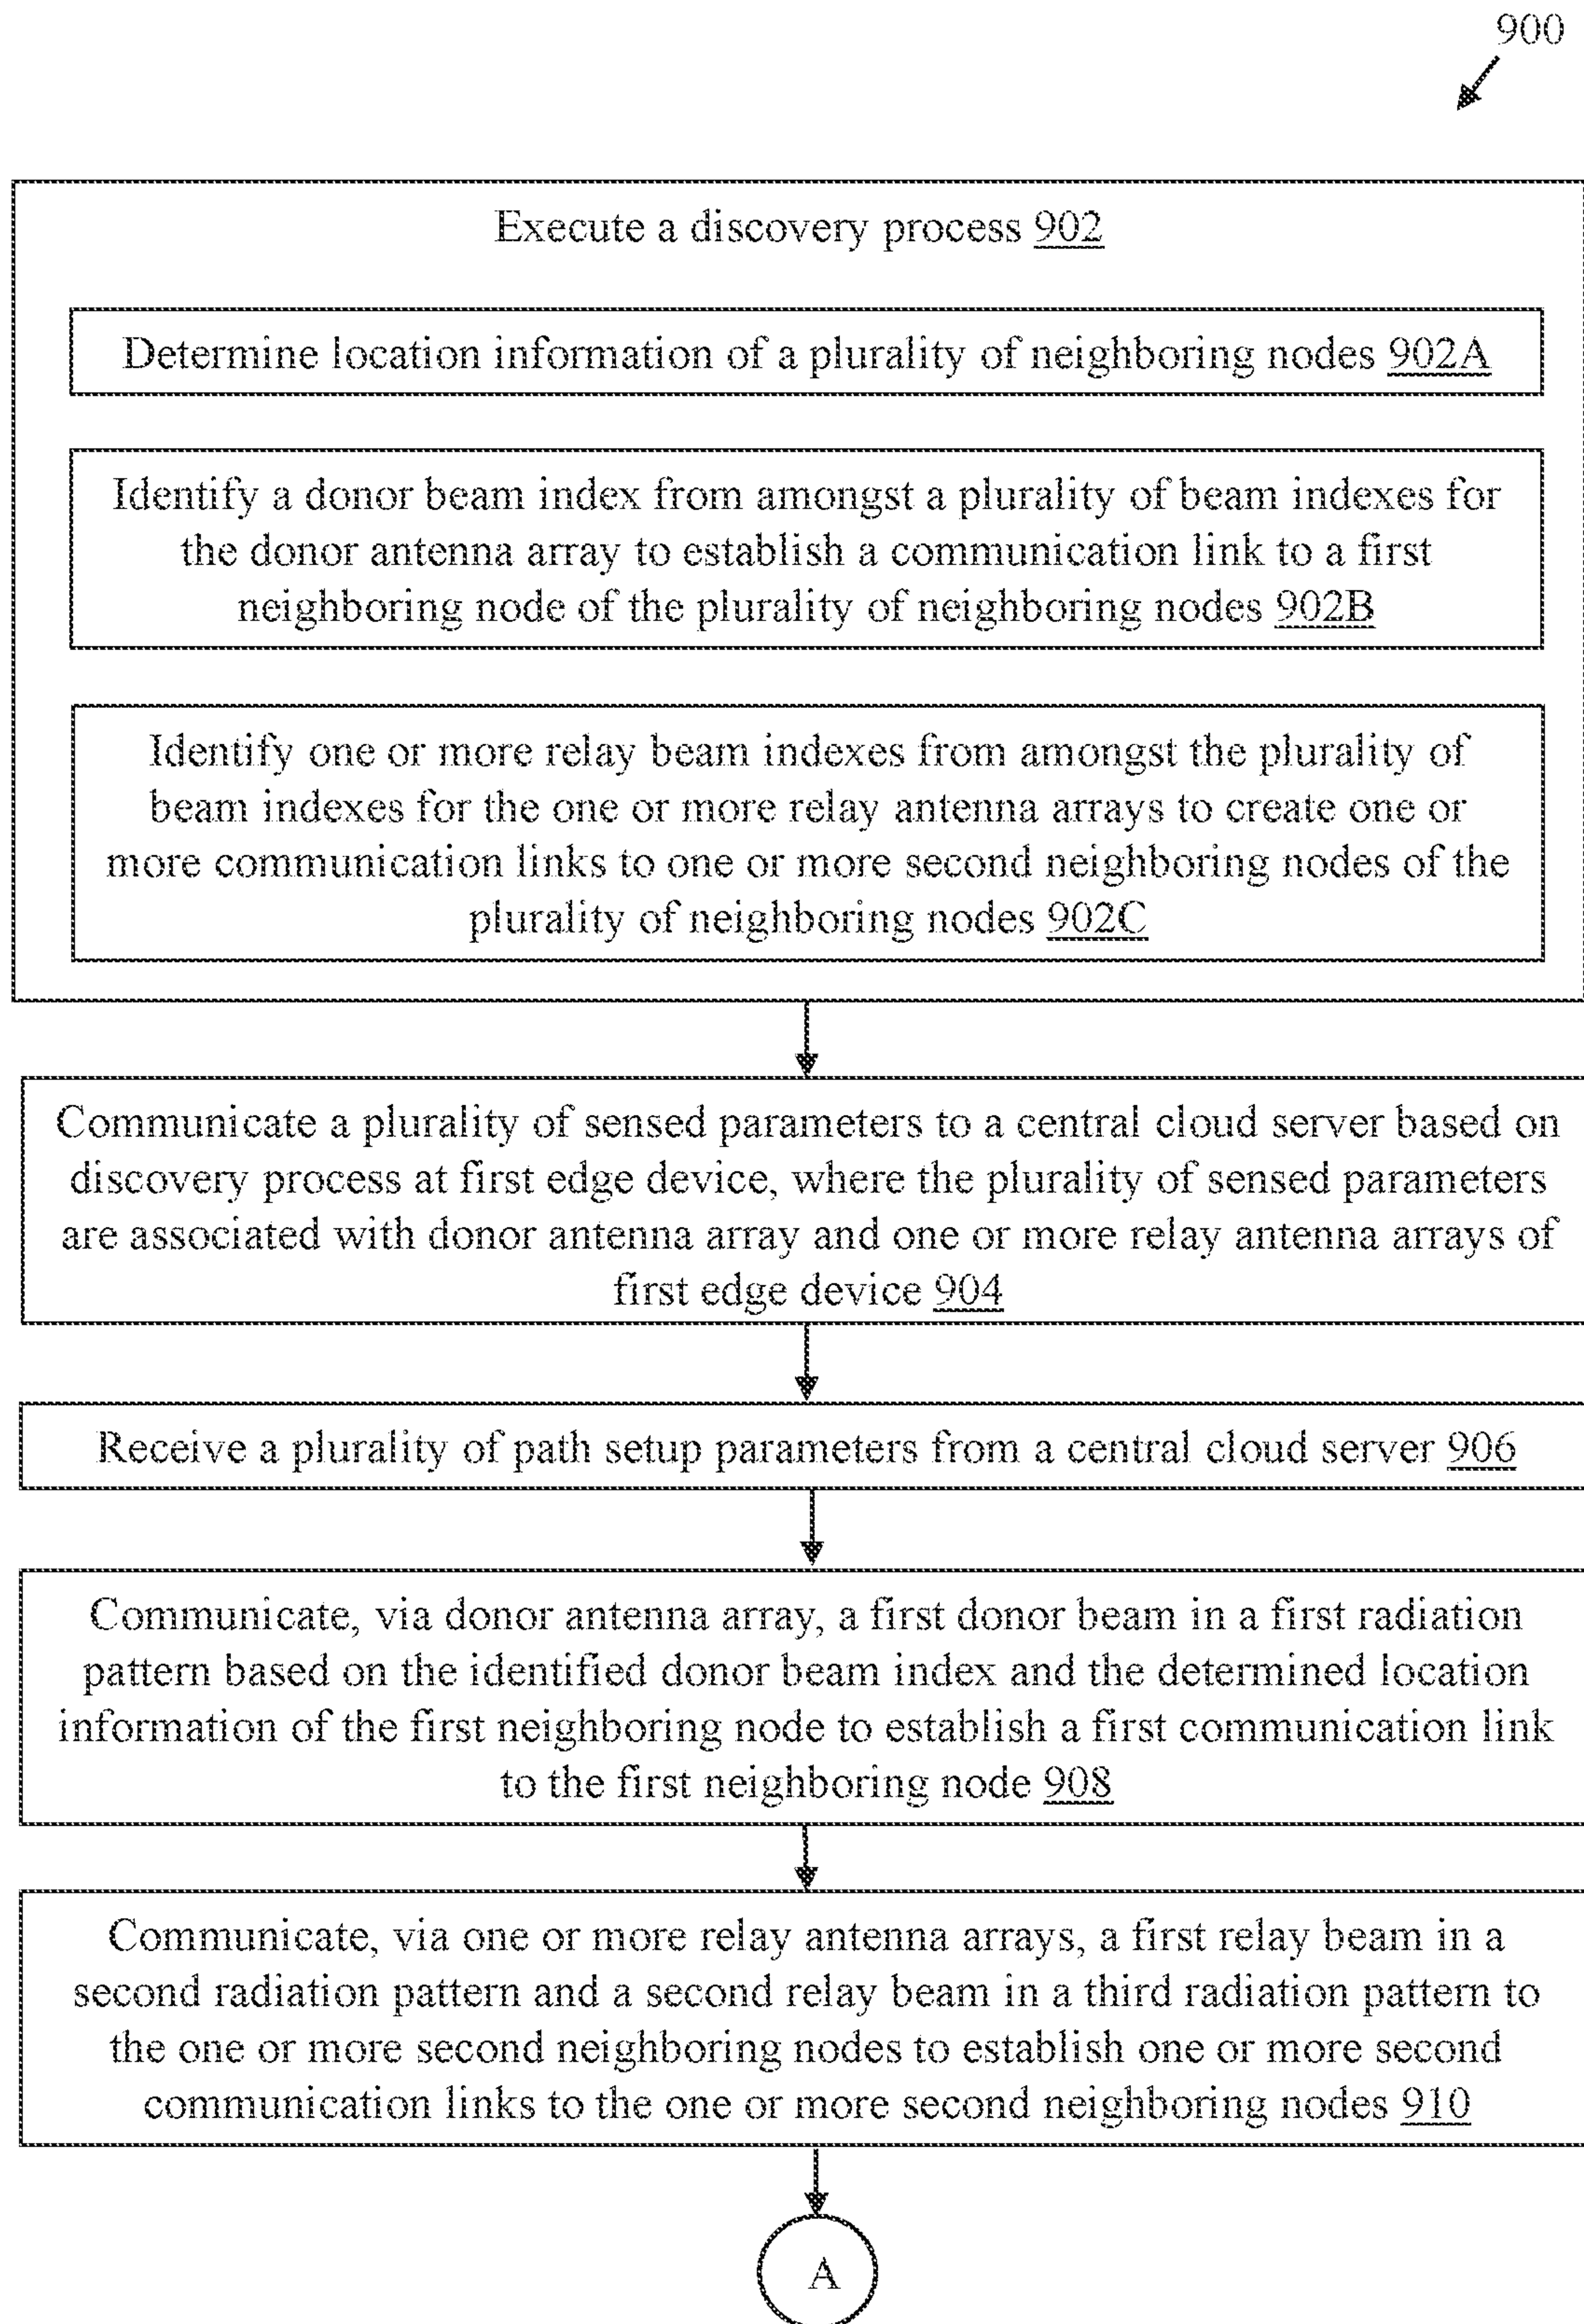 900
Execute a discovery process 902
Determine location information of a plurality of neighboring nodes 902A
Identify a donor beam index from amongst a plurality of beam indexes for
the donor antenna array to establish a communication link to a first
neighboring node of the plurality of neighboring nodes 902B
Identify one or more relay beam indexes from amongst the plurality of
beam indexes for the one or more relay antenna arrays to create one or
more communication links to one or more second neighboring nodes of the
plurality of neighboring nodes 902C
Communicate a plurality of sensed parameters to a central cloud server based on
discovery process at first edge device, where the plurality of sensed parameters
are associated with donor antenna array and one or more relay antenna arrays of
first edge device 904
Receive a plurality of path setup parameters from a central cloud server 906
Communicate, via donor antenna array, a first donor beam in a first radiation
pattern based on the identified donor beam index and the determined location
information of the first neighboring node to establish a first communication link
to the first neighboring node 908
Communicate, via one or more relay antenna arrays, a first relay beam in a
second radiation pattern and a second relay beam in a third radiation pattern to
the one or more second neighboring nodes to establish one or more second
communication links to the one or more second neighboring nodes 910
A